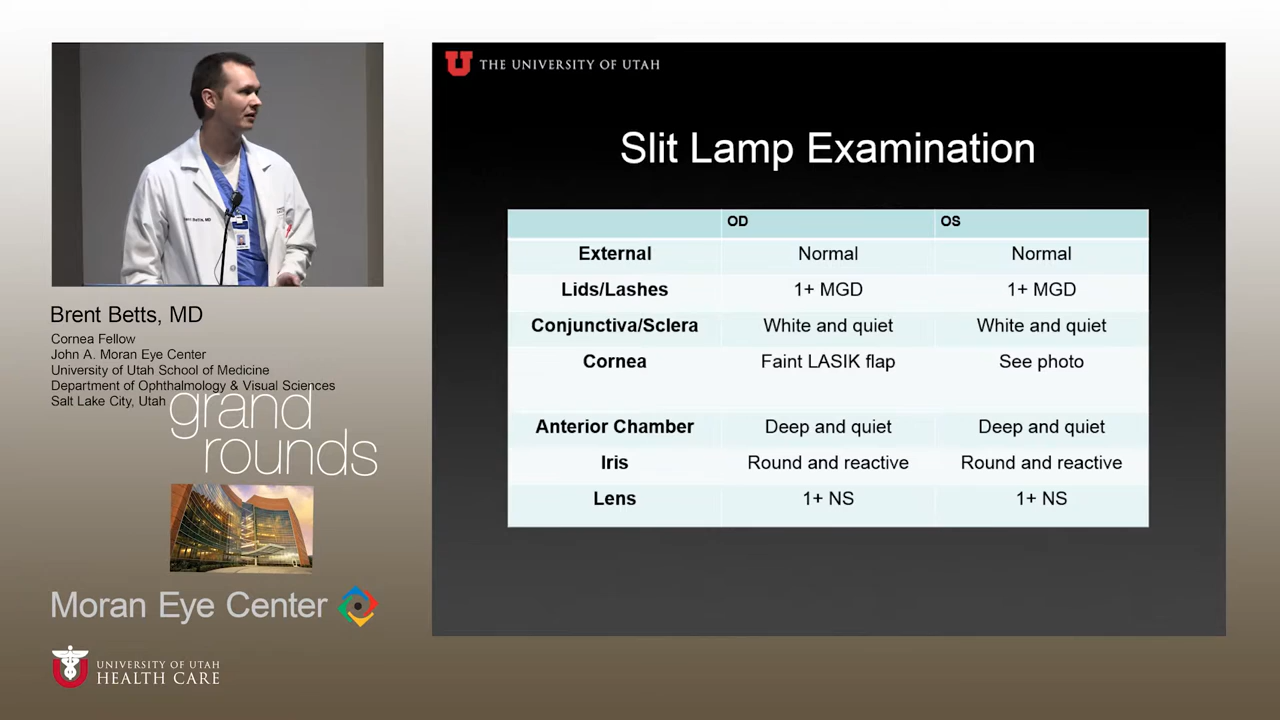 Brent Betts, MD
Cornea Fellow
John A. Moran Eye Center
University of Utah School of Medicine
Department of Ophthalmology & Visual Sciences
Salt Lake City, Utah
grand
rounds
Moran Eye Center
UNIVERSITY OF UTAH
HEALTH CARE
U THE UNIVERSITY OF UTAH
Slit Lamp Examination
OD OS
External Normal Normal
Lids/Lashes 1+ MGD 1+ MGD
Conjunctiva/Sclera White and quiet White and quiet
Cornea Faint LASIK flap See photo
Anterior Chamber Deep and quiet Deep and quiet
Iris Round and reactive Round and reactive
Lens 1+ NS 1+ NS